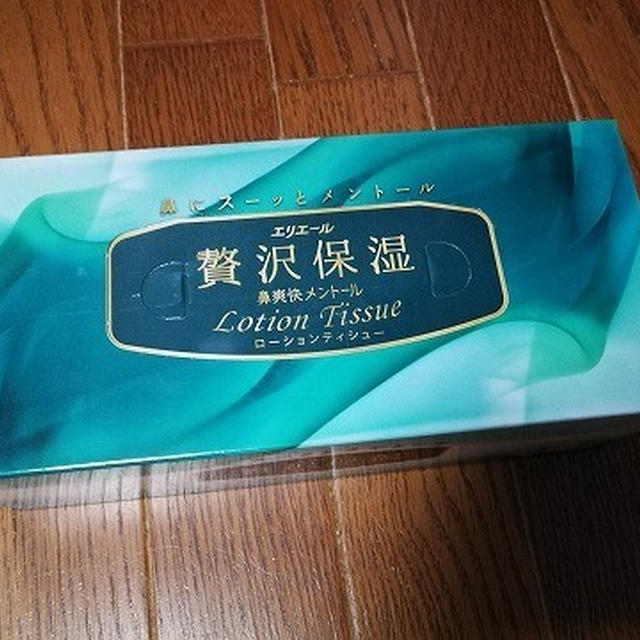 鼻にスーッとメントール
エリエール
贅沢保湿
鼻爽快メントール
Lotion Tissue
ローションティシュー